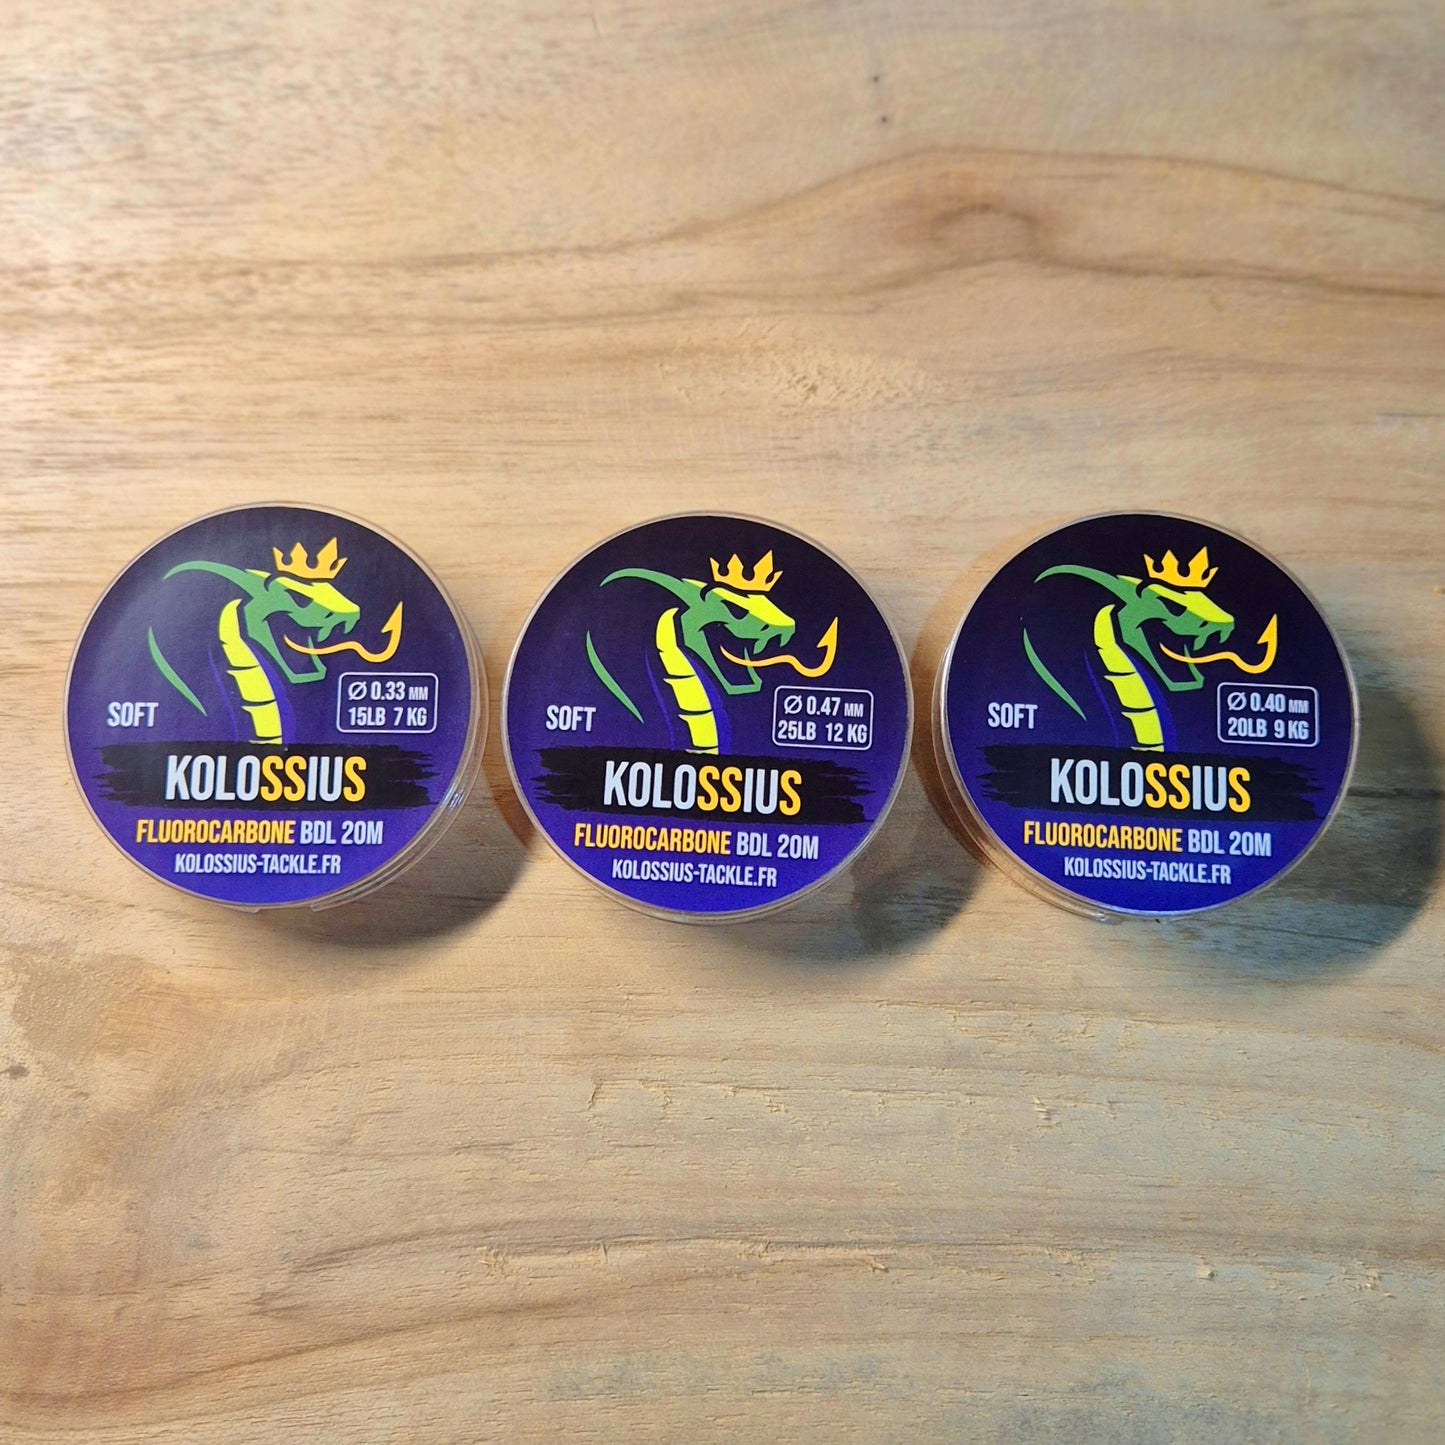 SOFT
Ø 0.33 MM
15LB 7 KG
KOLOSSIUS
FLUOROCARBONE BDL 20M
KOLOSSIUS-TACKLE.FR
SOFT
Ø 0.47 MM
25LB 12 KG
KOLOSSIUS
FLUOROCARBONE BDL 20M
KOLOSSIUS-TACKLE.FR
SOFT
Ø 0.40 MM
20LB 9 KG
KOLOSSIUS
FLUOROCARBONE BDL 20M
KOLOSSIUS-TACKLE.FR